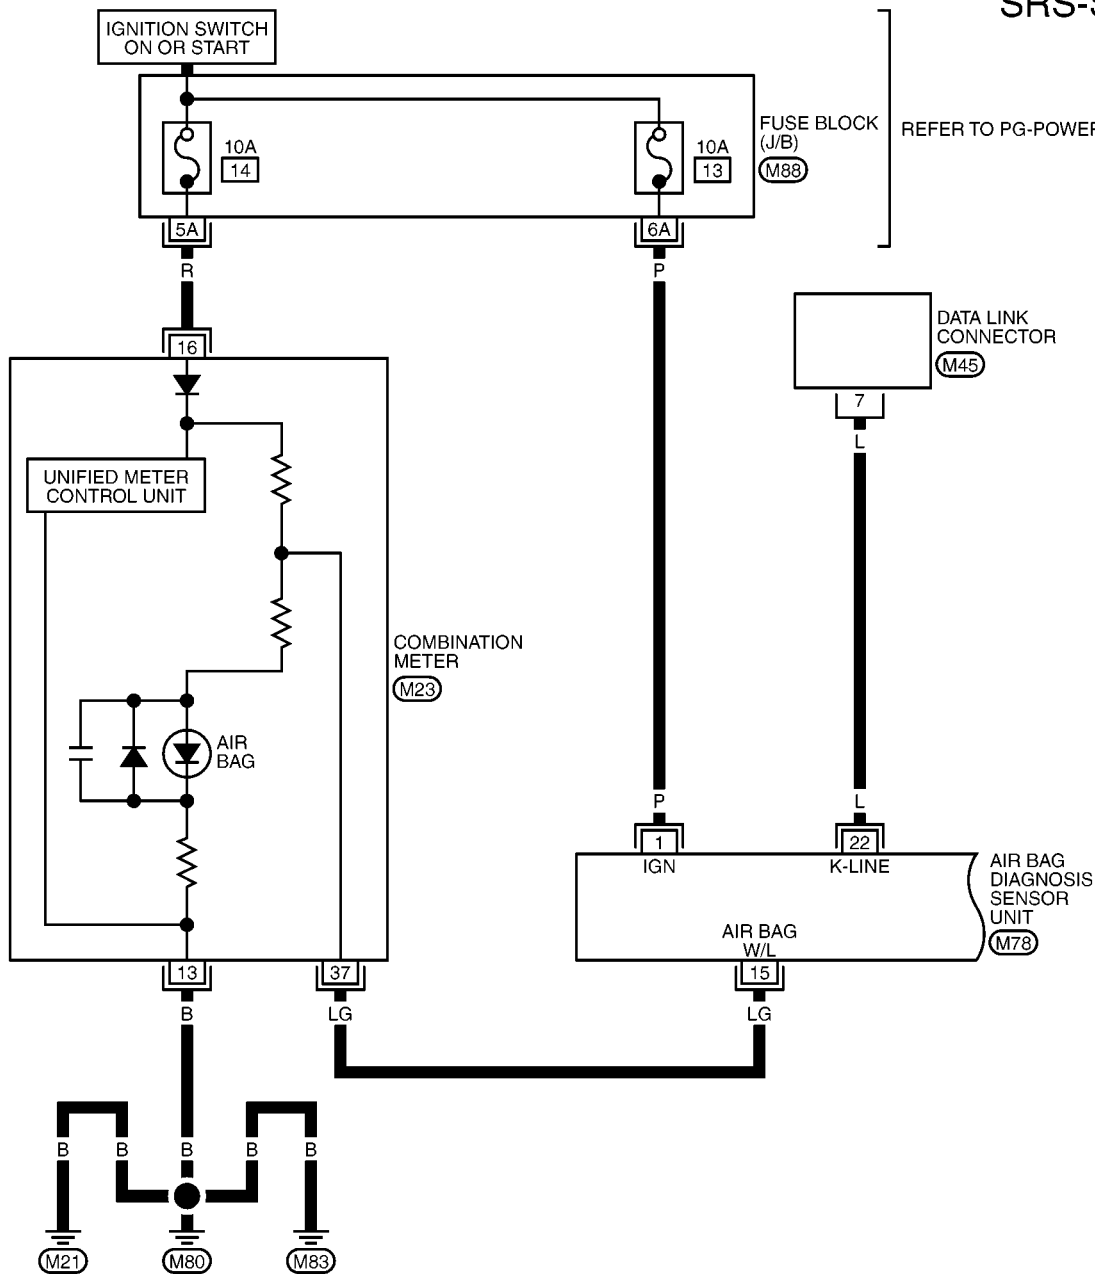 SRS-S
IGNITION SWITCH
ON OR START
FUSE BLOCK
(J/B)
M88
REFER TO PG-POWER
10A
14
10A
13
5A
6A
R
P
DATA LINK
CONNECTOR
M45
16
7
L
UNIFIED METER
CONTROL UNIT
COMBINATION
METER
M23
AIR
BAG
P
L
1
22
IGN
K-LINE
AIR BAG
DIAGNOSIS
SENSOR
UNIT
M78
AIR BAG
W/L
13
37
15
B
LG
LG
B
B
B
B
B
M21
M80
M83